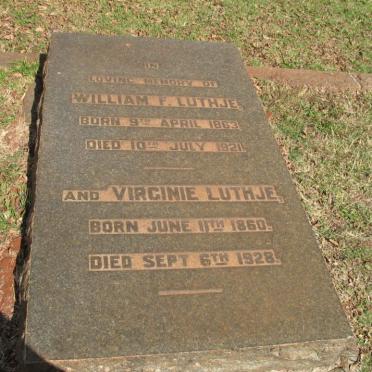 IN
LOVING MEMORY OF
WILLIAM F. LUTHJE,
BORN 9TH APRIL 1863.
DIED 10TH JULY 1921.
AND VIRGINIE LUTHJE,
BORN JUNE 11TH 1860.
DIED SEPT 6TH 1928.